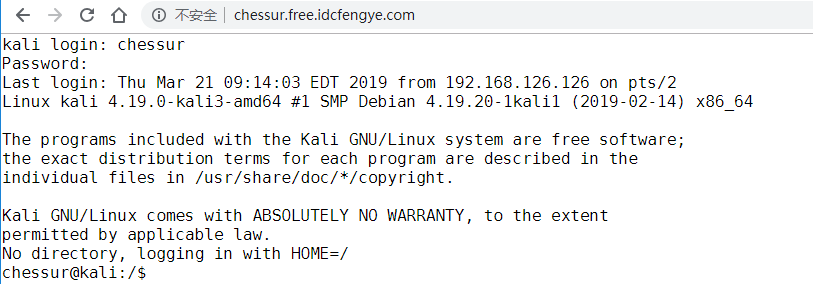 不安全 | chessur.free.idcfengye.com
kali login: chessur
Password:
Last login: Thu Mar 21 09:14:03 EDT 2019 from 192.168.126.126 on pts/2
Linux kali 4.19.0-kali3-amd64 #1 SMP Debian 4.19.20-1kali1 (2019-02-14) x86_64

The programs included with the Kali GNU/Linux system are free software;
the exact distribution terms for each program are described in the
individual files in /usr/share/doc/*/copyright.

Kali GNU/Linux comes with ABSOLUTELY NO WARRANTY, to the extent
permitted by applicable law.
No directory, logging in with HOME=/
chessur@kali:/$